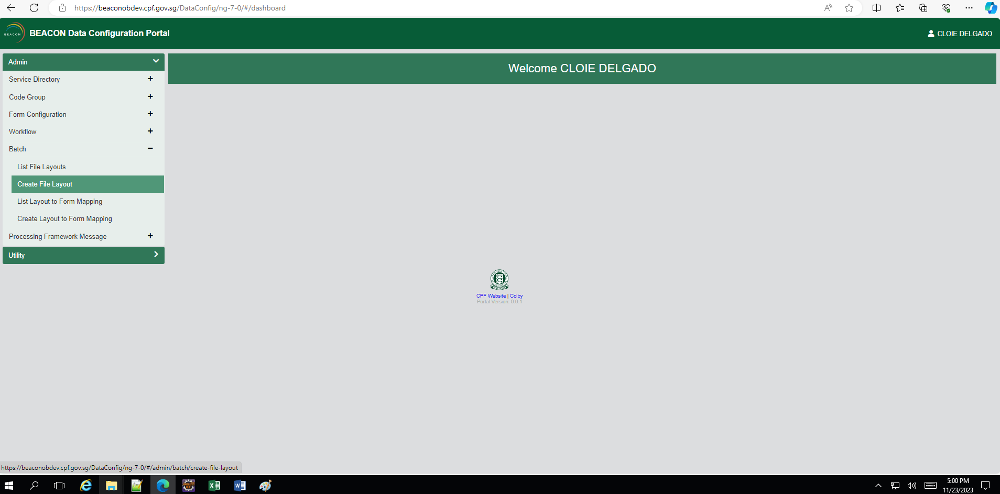 https://beaconobdev.cpf.gov.sg/DataConfig/ng-7-0/#/dashboard
BEACON
BEACON Data Configuration Portal
CLOIE DELGADO
Admin
Welcome CLOIE DELGADO
Service Directory
Code Group
Form Configuration
Workflow
Batch
List File Layouts
Create File Layout
List Layout to Form Mapping
Create Layout to Form Mapping
Processing Framework Message
Utility
CPF Website | Colby
Portal Version: 0.0.1
https://beaconobdev.cpf.gov.sg/DataConfig/ng-7-0/#/admin/batch/create-file-layout
5:00 PM
11/23/2023